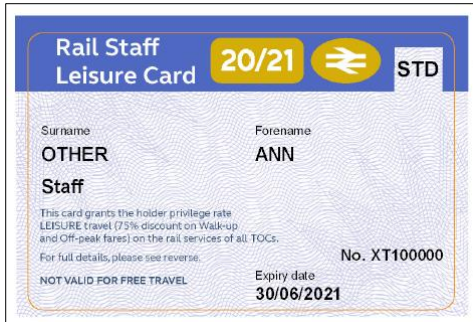 Rail Staff
Leisure Card
20/21
STD
Surname
Forename
OTHER
ANN
Staff
This card grants the holder privilege rate
LEISURE travel (75% discount on Walk-up
and Off-peak fares) on the rail services of all TOCs.
For full details, please see reverse.
No. XT100000
NOT VALID FOR FREE TRAVEL
Expiry date
30/06/2021